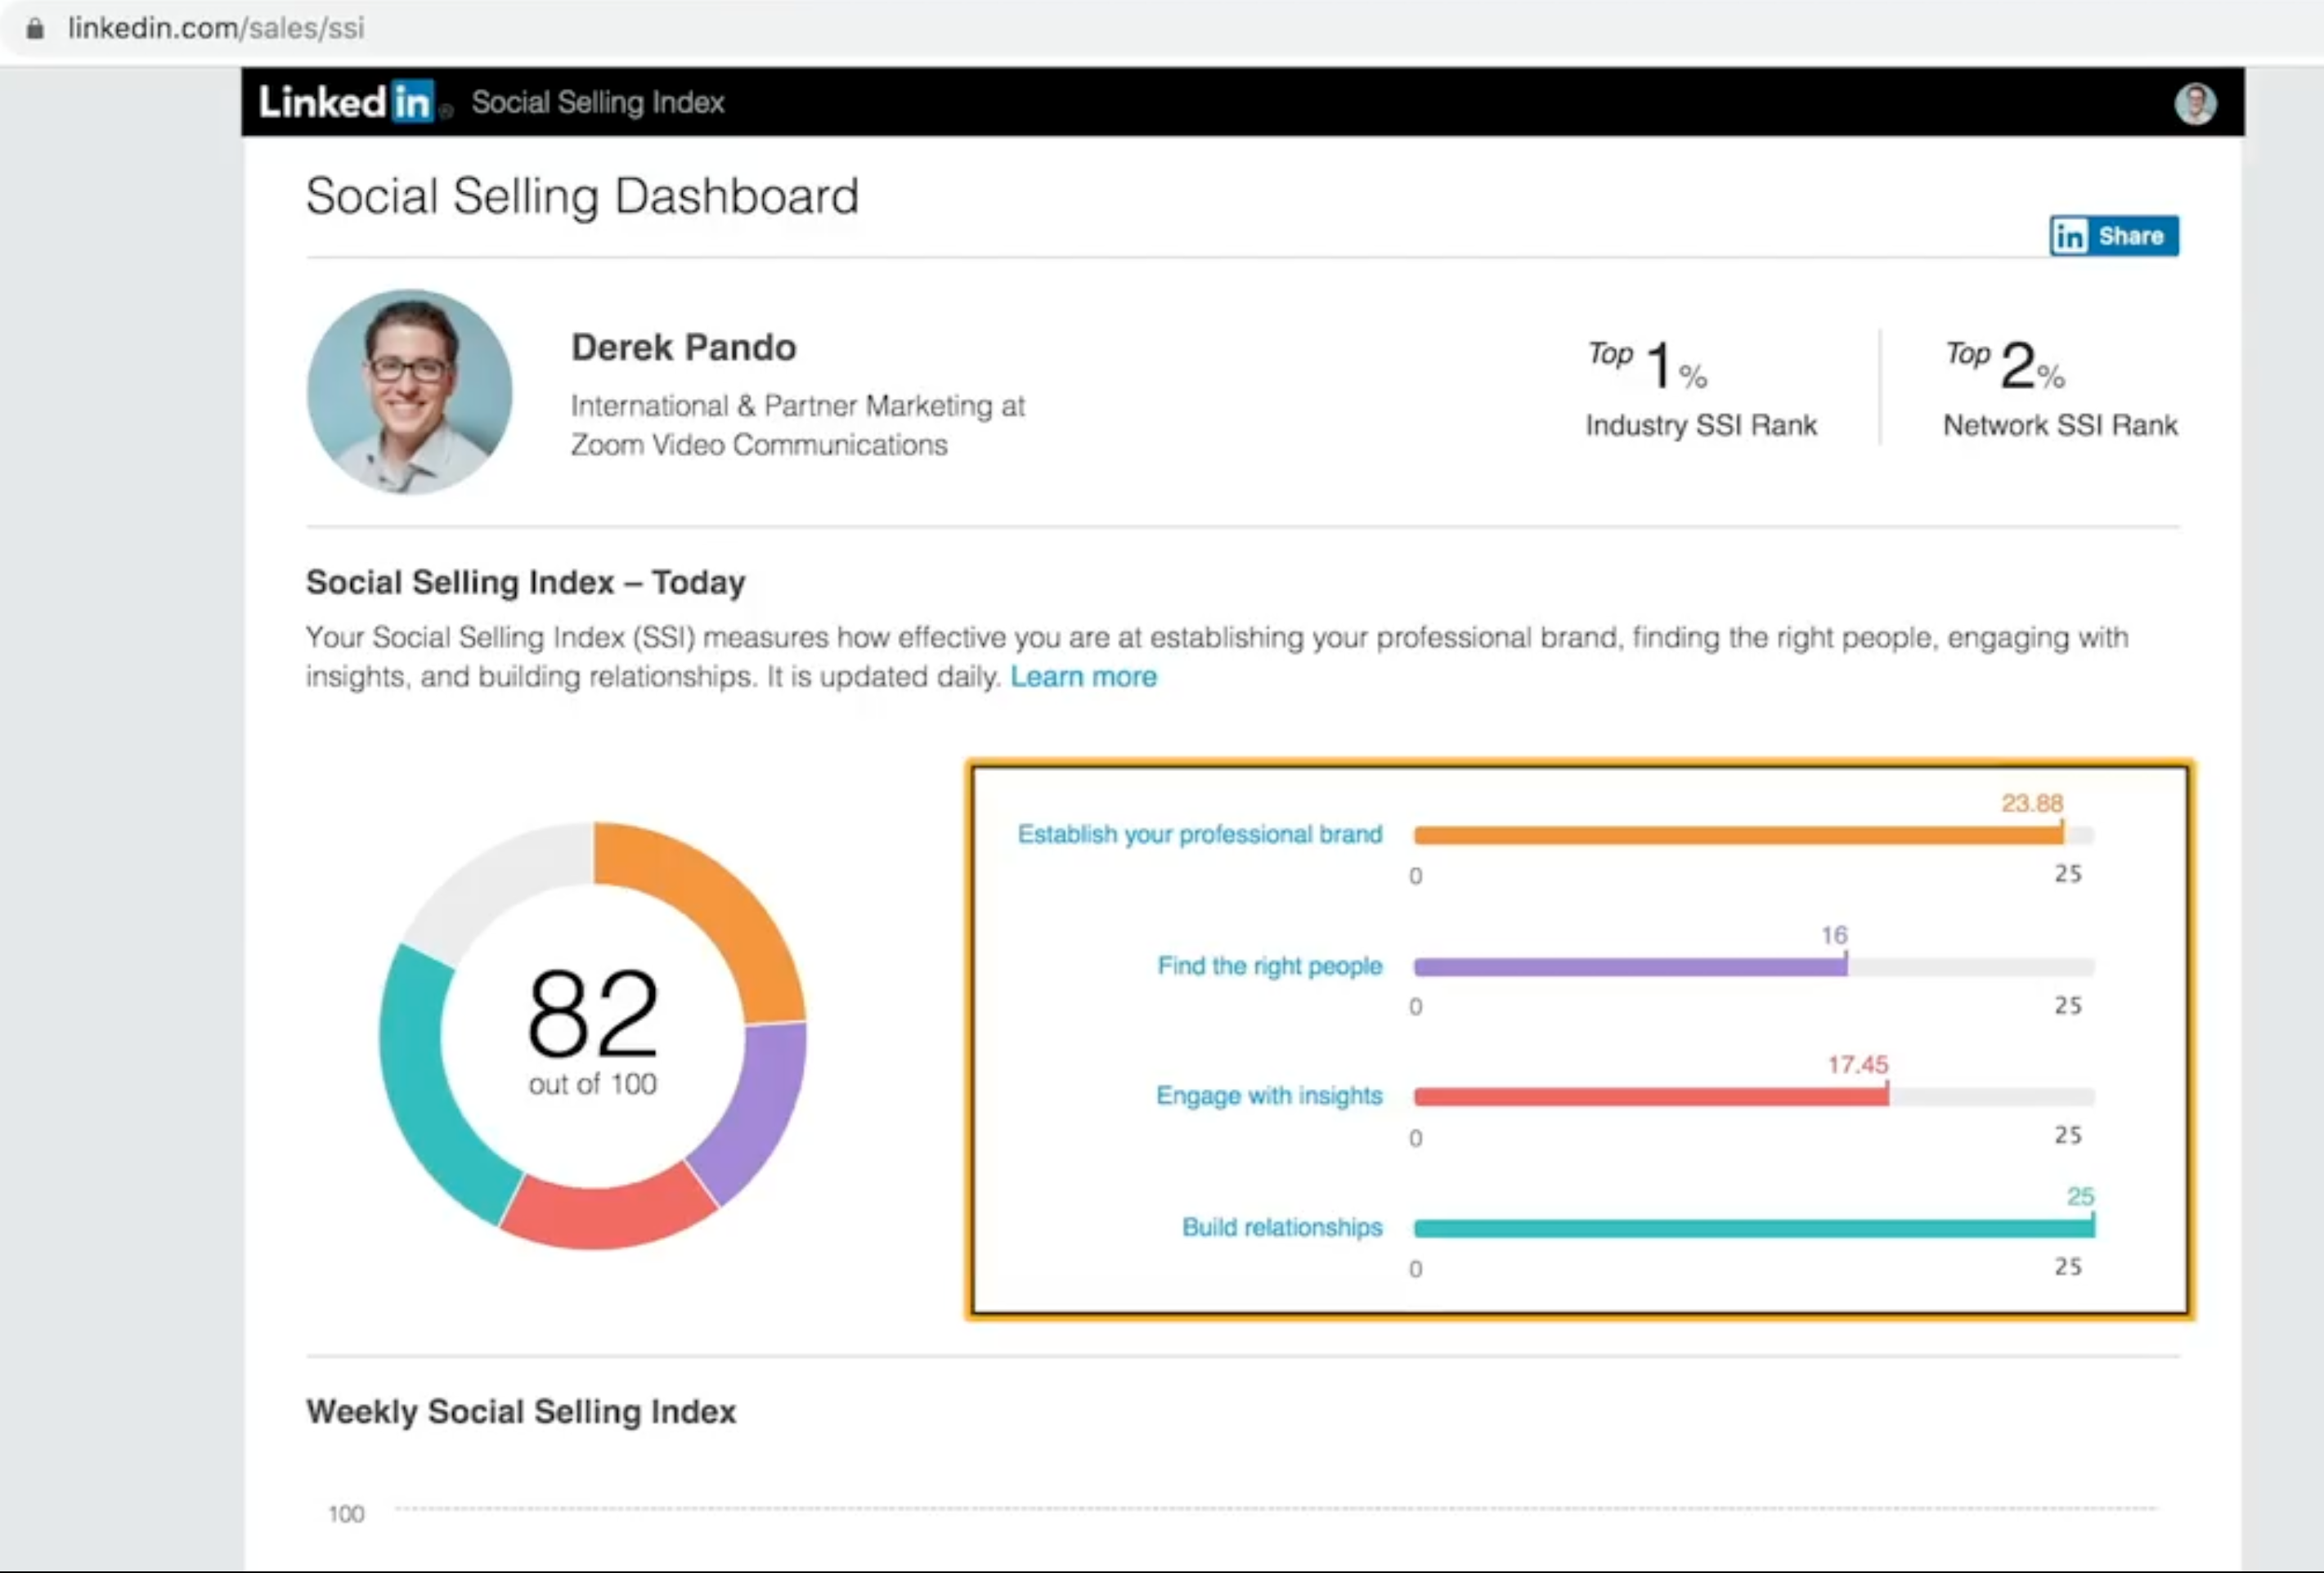 linkedin.com/sales/ssi
Linked in Social Selling Index
Social Selling Dashboard
in Share
Derek Pando
International & Partner Marketing at
Zoom Video Communications
Top 1%
Industry SSI Rank
Top 2%
Network SSI Rank
Social Selling Index – Today
Your Social Selling Index (SSI) measures how effective you are at establishing your professional brand, finding the right people, engaging with
insights, and building relationships. It is updated daily. Learn more
82
out of 100
23.88
Establish your professional brand
0 25
16
Find the right people
0 25
17.45
Engage with insights
0 25
25
Build relationships
0 25
Weekly Social Selling Index
100